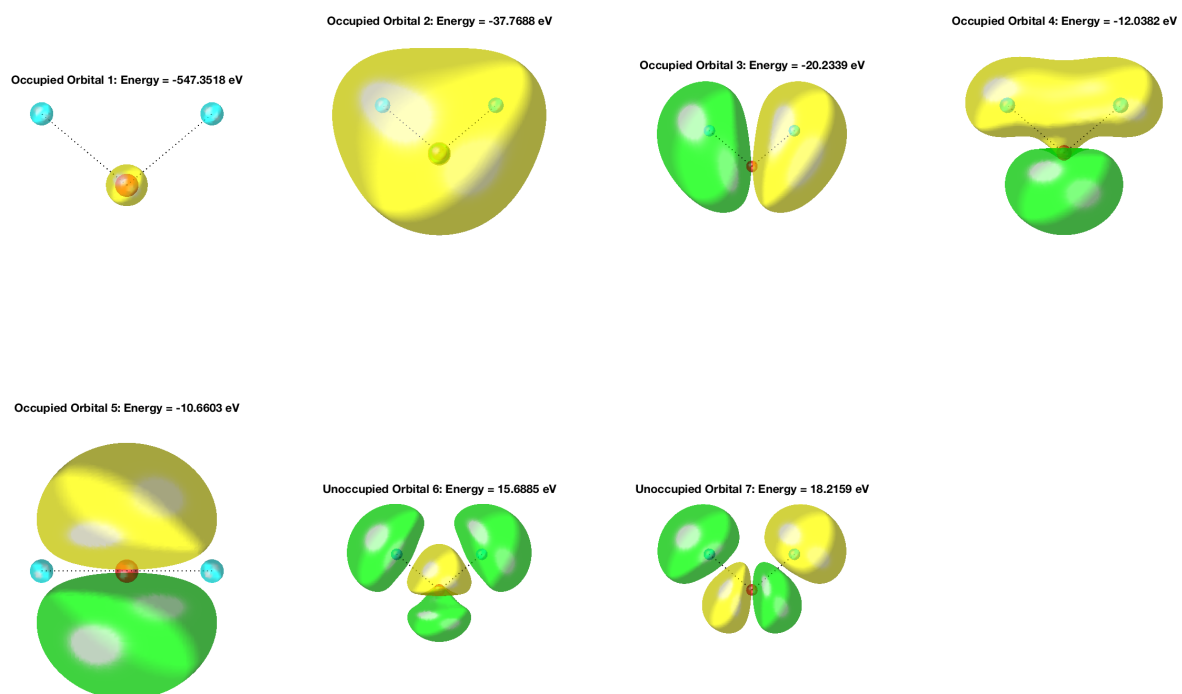 Occupied Orbital 1: Energy = -547.3518 eV
Occupied Orbital 2: Energy = -37.7688 eV
Occupied Orbital 3: Energy = -20.2339 eV
Occupied Orbital 4: Energy = -12.0382 eV
Occupied Orbital 5: Energy = -10.6603 eV
Unoccupied Orbital 6: Energy = 15.6885 eV
Unoccupied Orbital 7: Energy = 18.2159 eV